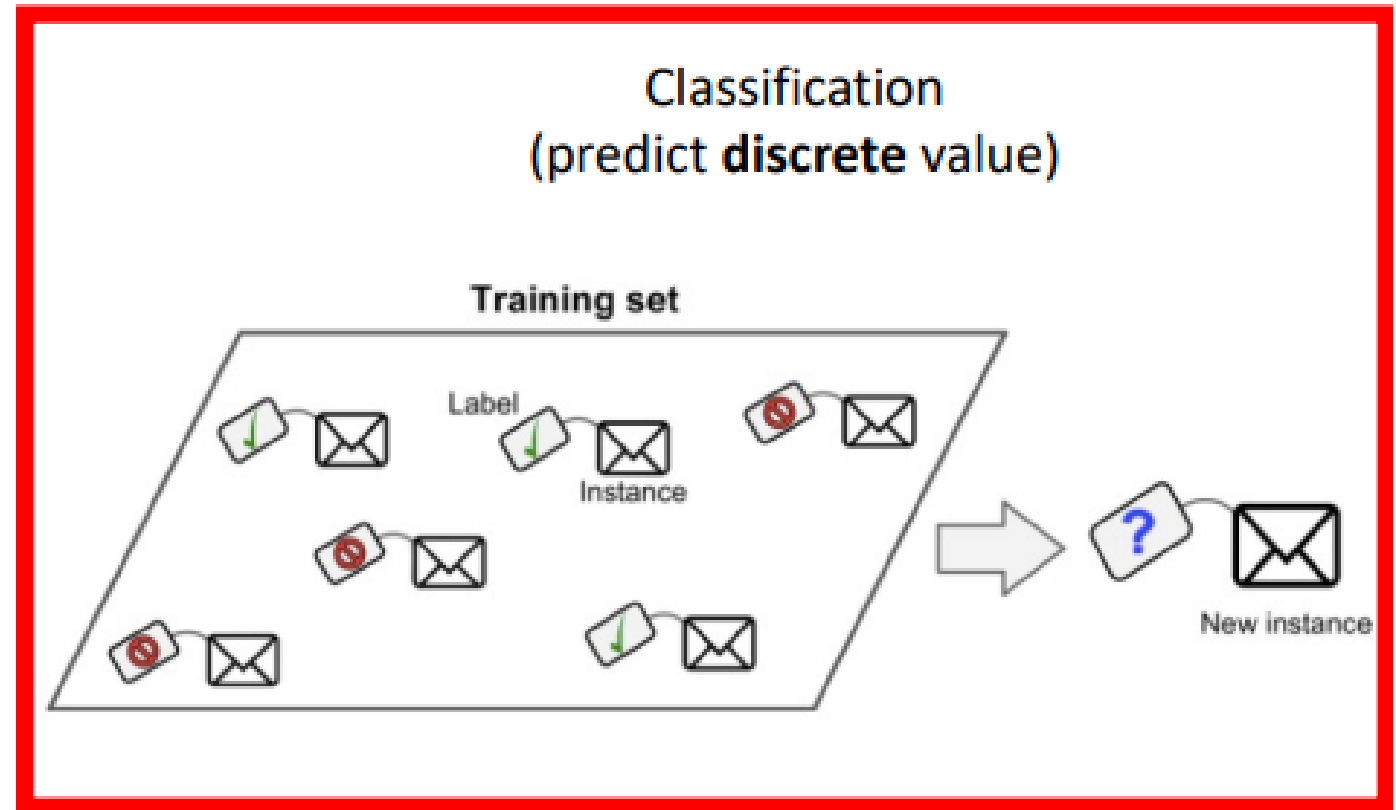 Classification
(predict discrete value)
Training set
Label
Instance
?
New instance